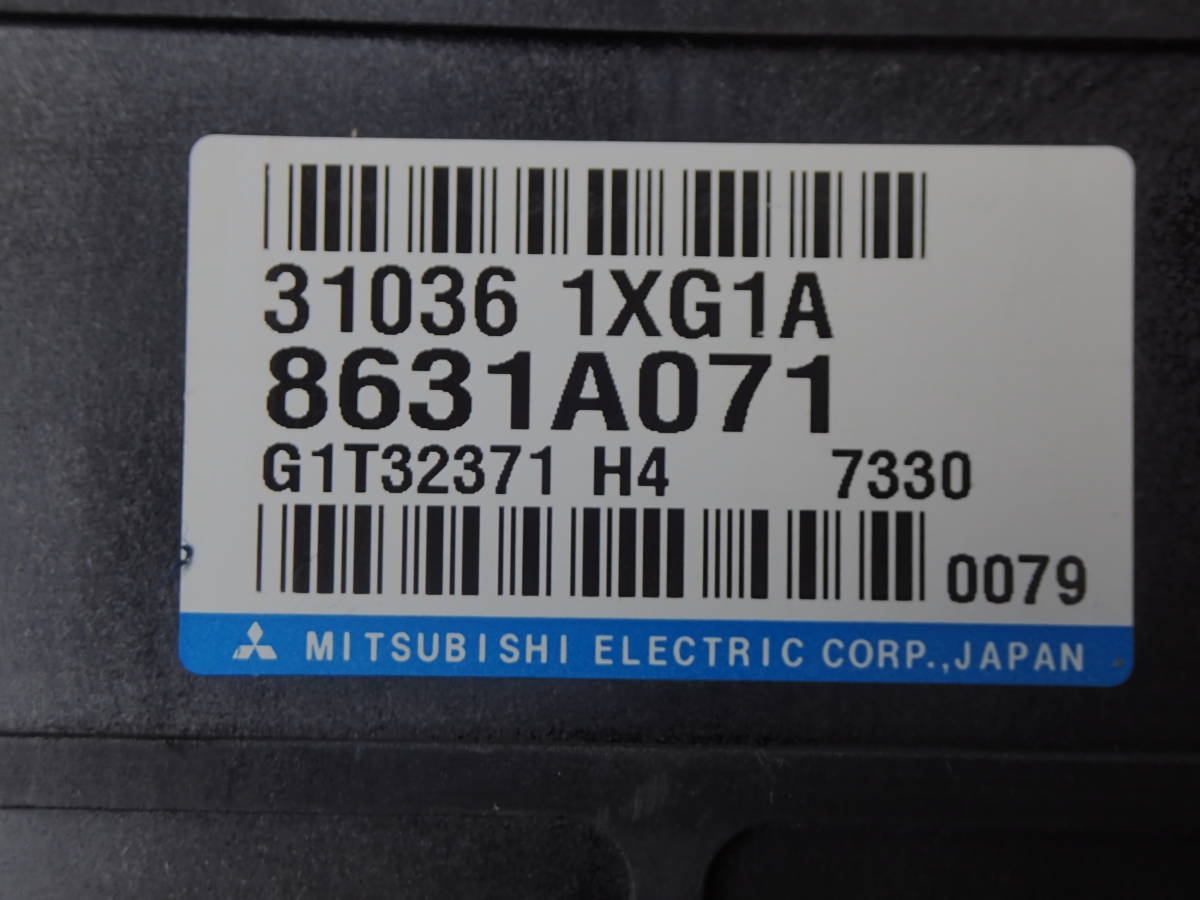 31036 1XG1A
8631A071
G1T32371 H4 7330
0079
MITSUBISHI ELECTRIC CORP.,JAPAN